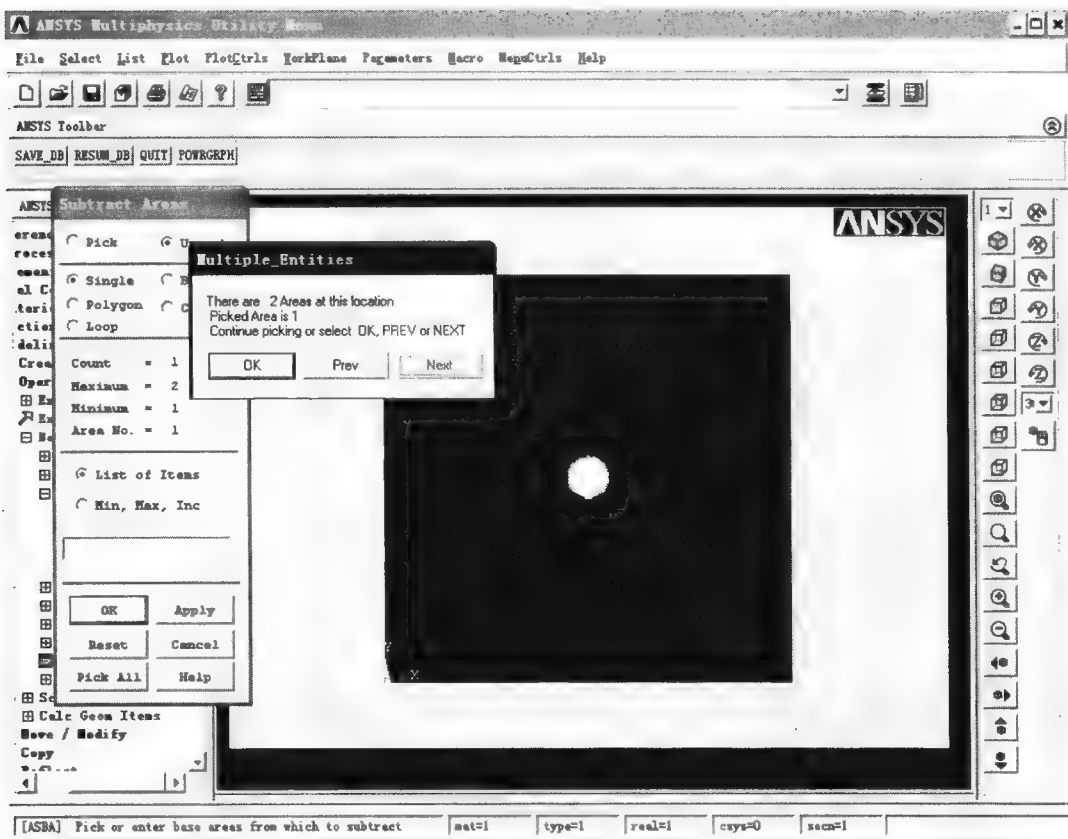 ANSYS Multiphysics Utility Menu
File Select List Plot PlotCtrls WorkPlane Parameters Macro MenuCtrls Help
ANSYS Toolbar
SAVE_DB RESUM_DB QUIT POWRGRPH
ANSYS
Subtract Areas
Pick
Single
Polygon
Loop
Count = 1
Maximum = 2
Minimum = 1
Area No. = 1
List of Items
Min, Max, Inc
OK Apply
Reset Cancel
Pick All Help
Multiple_Entities
There are 2 Areas at this location
Picked Area is 1
Continue picking or select OK, PREV or NEXT
OK Prev Next
ANSYS
X
1
Calc Geom Items
Move / Modify
Copy
[ASBA] Pick or enter base areas from which to subtract mat=1 type=1 real=1 csys=0 secn=1